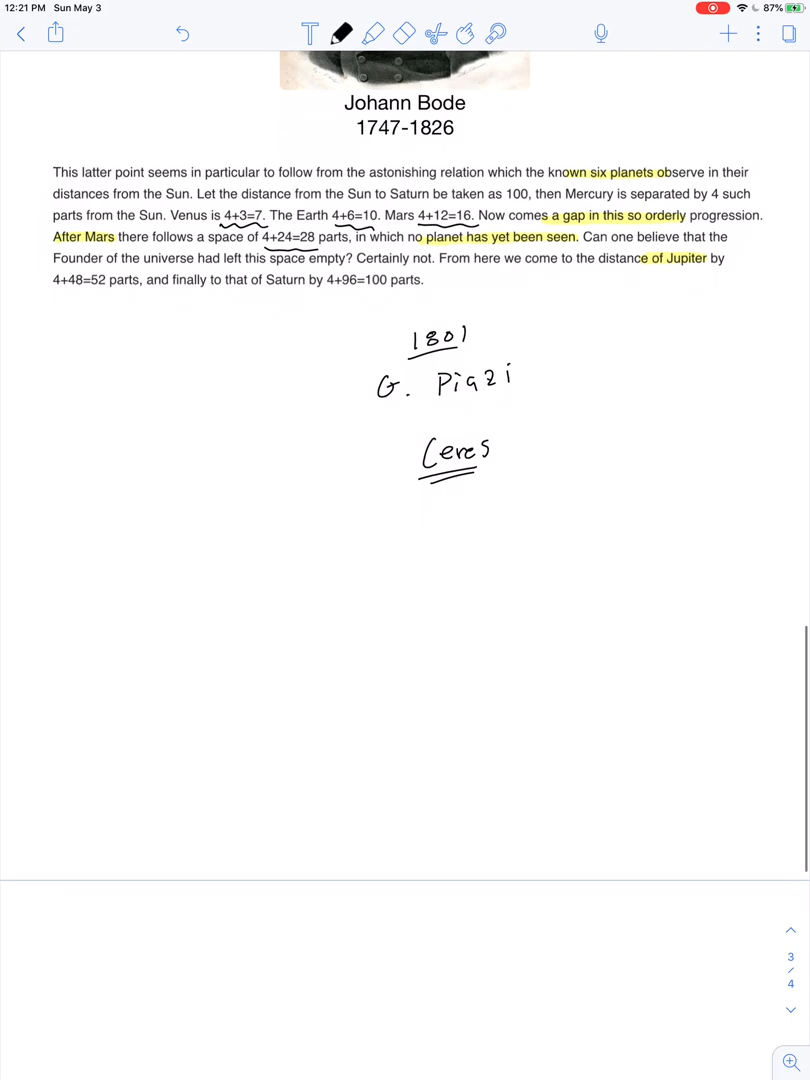 12:21 PM Sun May 3
87%
T
Johann Bode
1747-1826
This latter point seems in particular to follow from the astonishing relation which the known six planets observe in their
distances from the Sun. Let the distance from the Sun to Saturn be taken as 100, then Mercury is separated by 4 such
parts from the Sun. Venus is 4+3=7. The Earth 4+6=10. Mars 4+12=16. Now comes a gap in this so orderly progression.
After Mars there follows a space of 4+24=28 parts, in which no planet has yet been seen. Can one believe that the
Founder of the universe had left this space empty? Certainly not. From here we come to the distance of Jupiter by
4+48=52 parts, and finally to that of Saturn by 4+96=100 parts.
1801
G. Piazi
Ceres
3
/
4